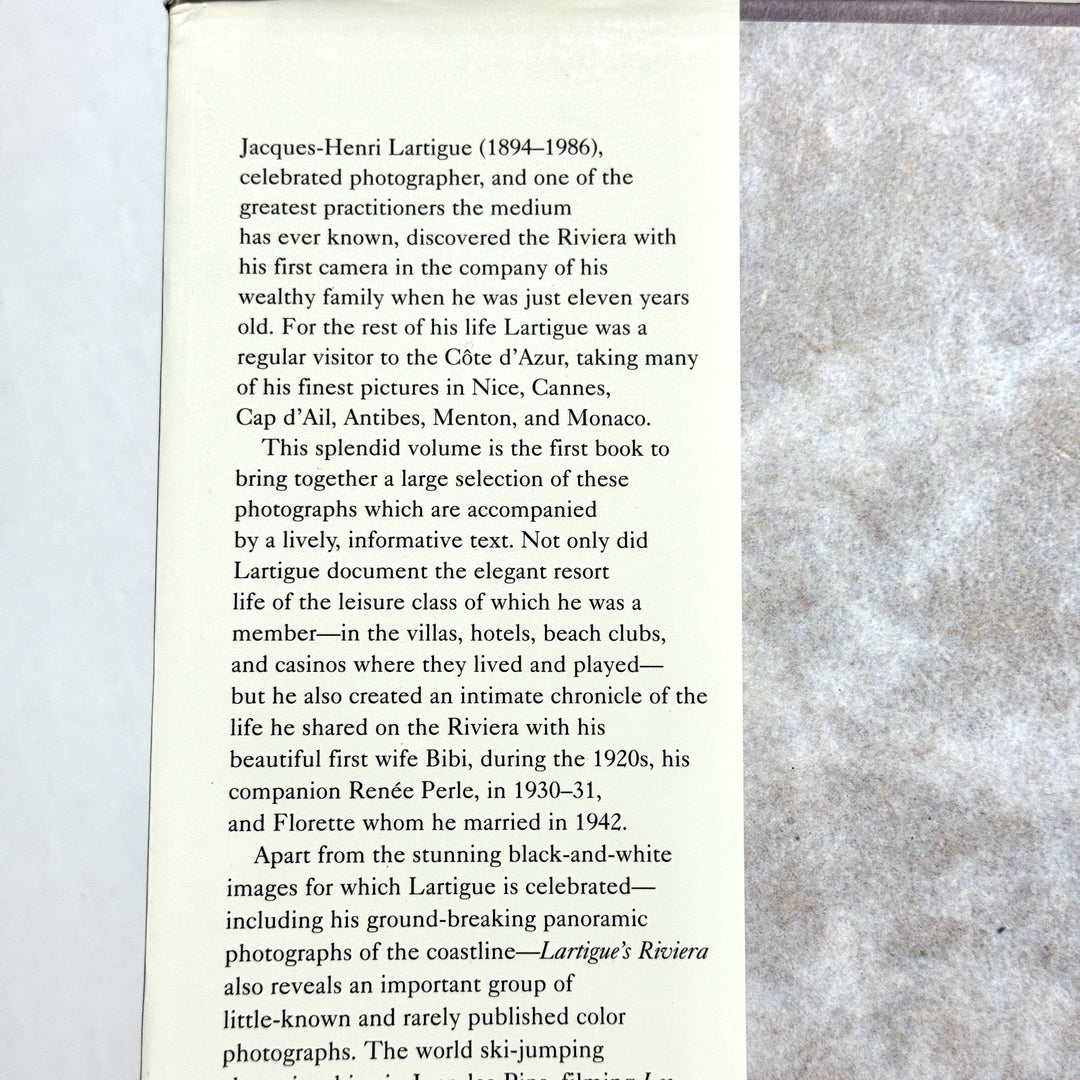 Jacques-Henri Lartigue (1894–1986),
celebrated photographer, and one of the
greatest practitioners the medium
has ever known, discovered the Riviera with
his first camera in the company of his
wealthy family when he was just eleven years
old. For the rest of his life Lartigue was a
regular visitor to the Côte d'Azur, taking many
of his finest pictures in Nice, Cannes,
Cap d'Ail, Antibes, Menton, and Monaco.
This splendid volume is the first book to
bring together a large selection of these
photographs which are accompanied
by a lively, informative text. Not only did
Lartigue document the elegant resort
life of the leisure class of which he was a
member—in the villas, hotels, beach clubs,
and casinos where they lived and played—
but he also created an intimate chronicle of the
life he shared on the Riviera with his
beautiful first wife Bibi, during the 1920s, his
companion Renée Perle, in 1930–31,
and Florette whom he married in 1942.
Apart from the stunning black-and-white
images for which Lartigue is celebrated—
including his ground-breaking panoramic
photographs of the coastline—Lartigue's Riviera
also reveals an important group of
little-known and rarely published color
photographs. The world ski-jumping